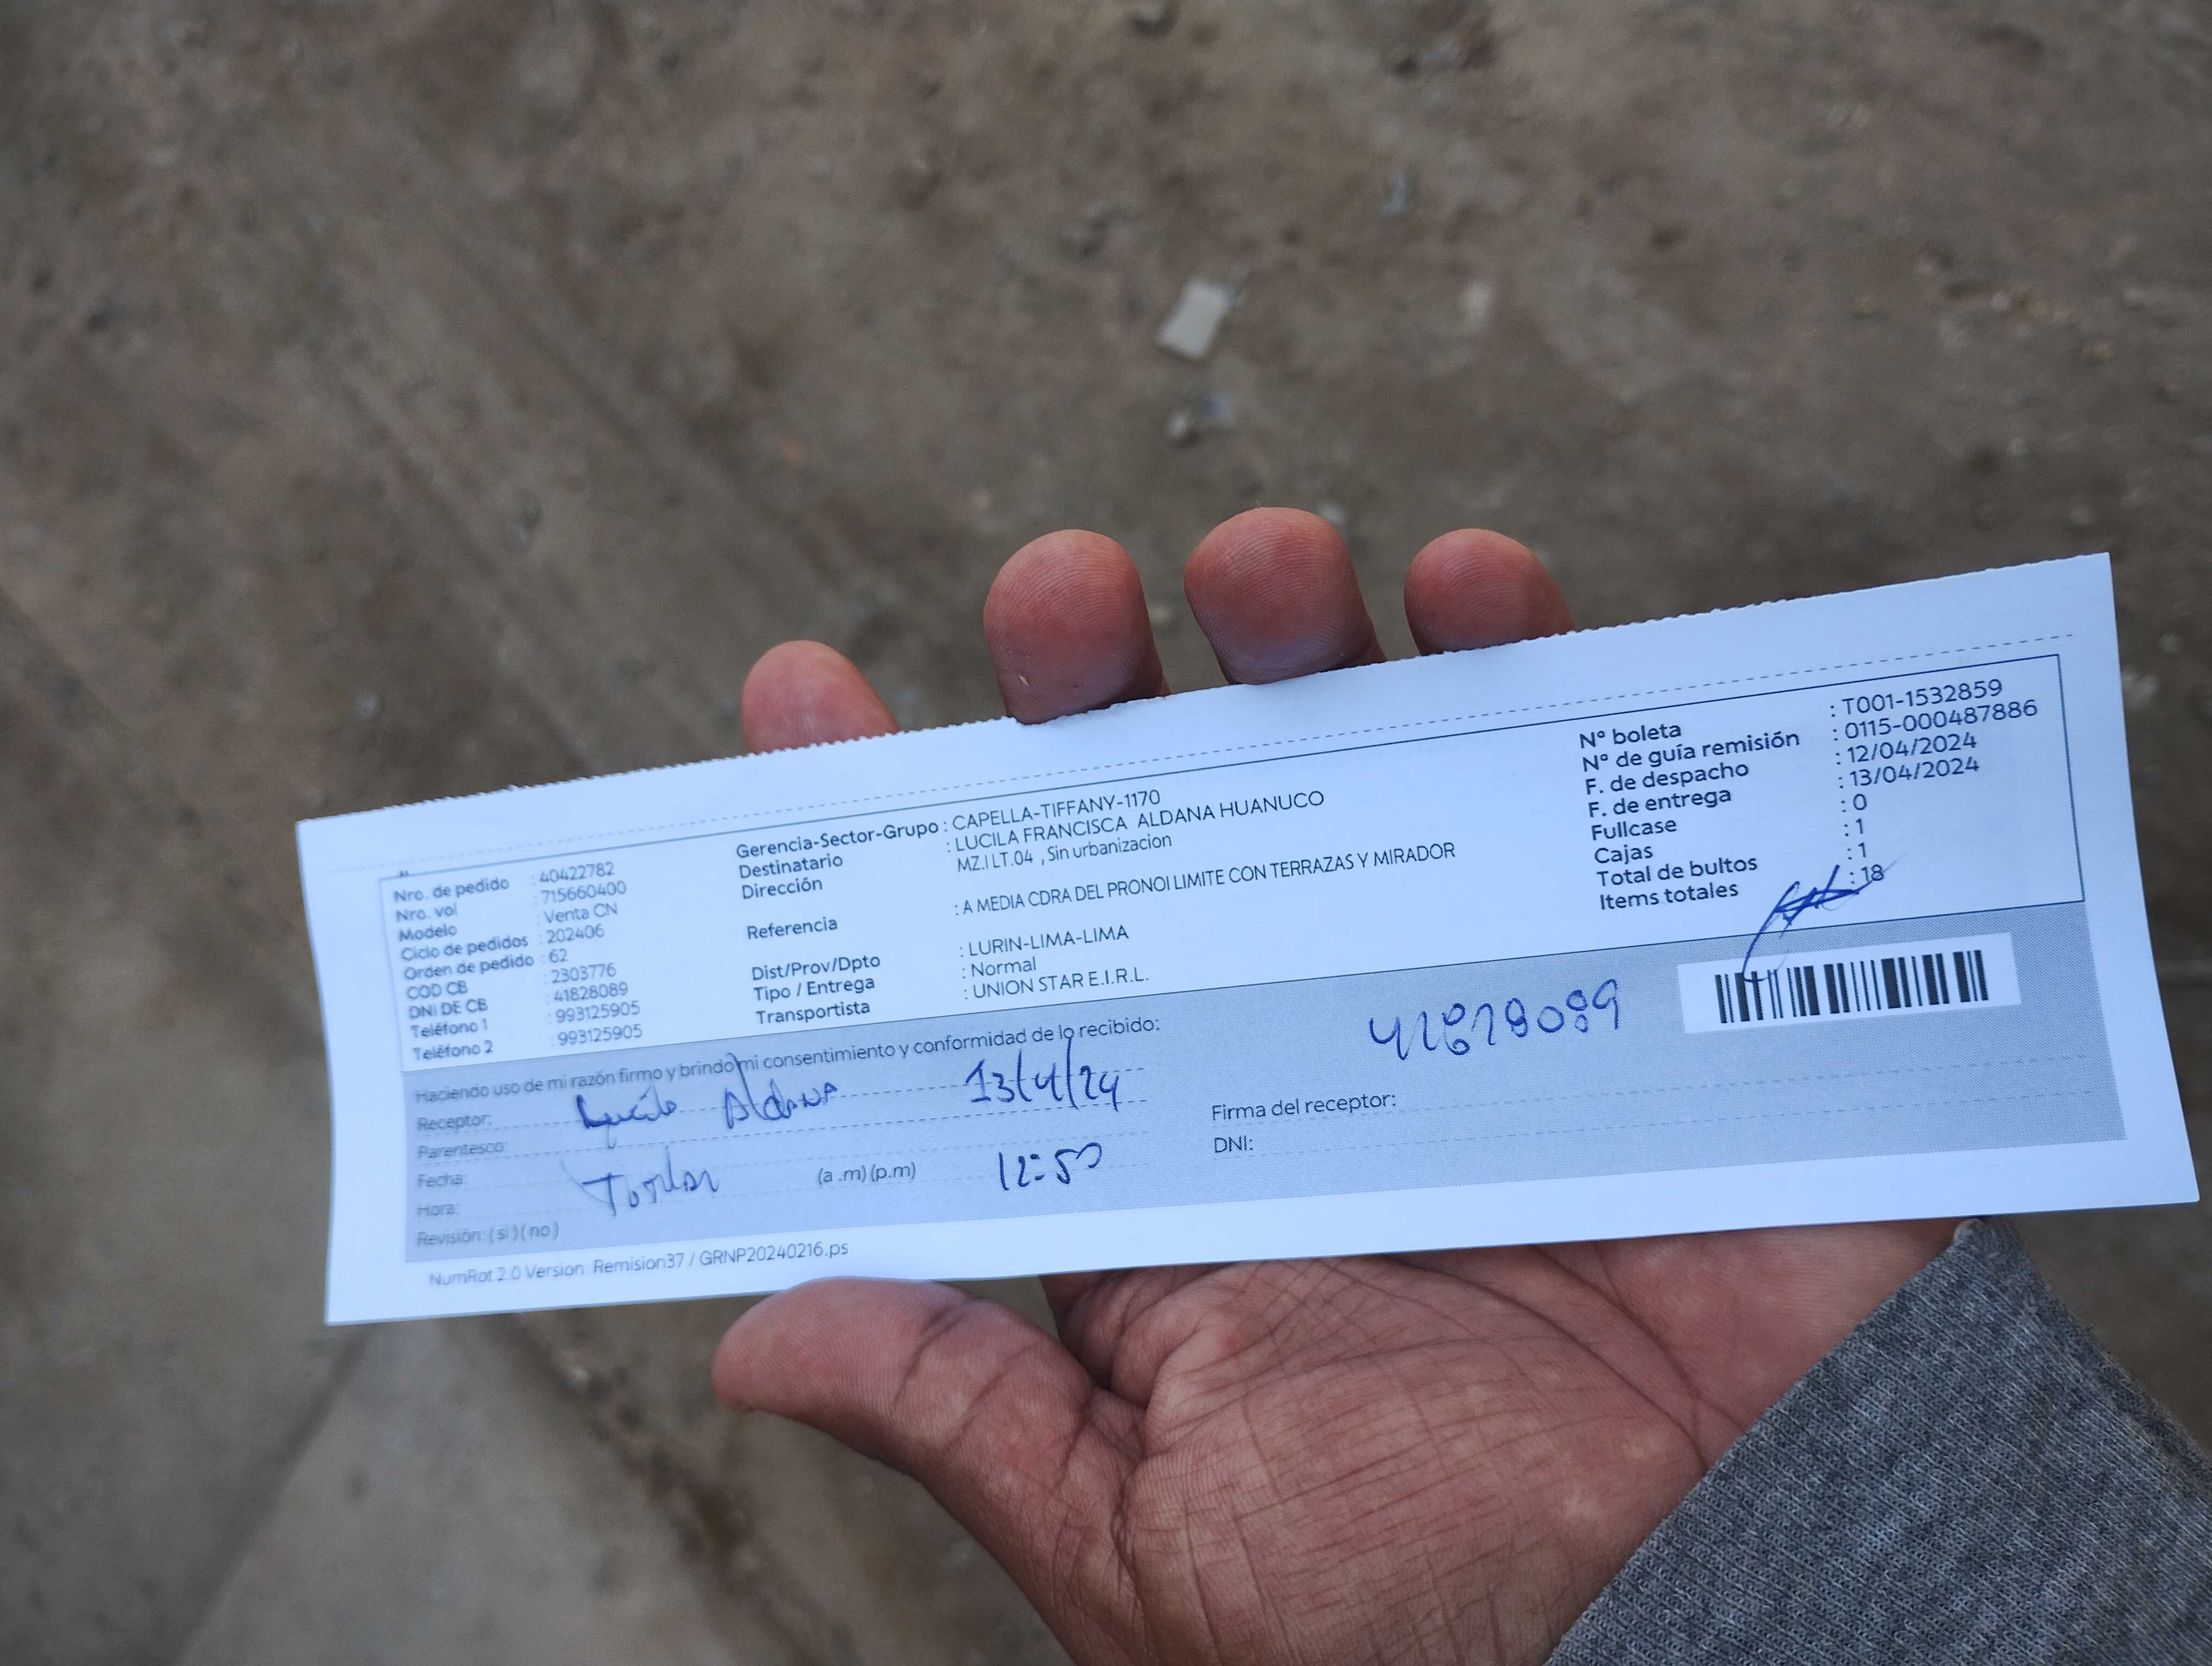 Nro. de pedido : 40422782
Nro. vol : 715660400
Modelo : Venta CN
Ciclo de pedidos : 202406
Orden de pedido : 62
COD CB : 2303776
DNI DE CB : 41828089
Teléfono 1 : 993125905
Teléfono 2 : 993125905
Gerencia-Sector-Grupo : CAPELLA-TIFFANY-1170
Destinatario : LUCILA FRANCISCA ALDANA HUANUCO
Dirección MZ.I LT.04 , Sin urbanizacion
Referencia : A MEDIA CDRA DEL PRONOI LIMITE CON TERRAZAS Y MIRADOR
Dist/Prov/Dpto : LURIN-LIMA-LIMA
Tipo / Entrega : Normal
Transportista : UNION STAR E.I.R.L.
N° boleta : T001-1532859
N° de guía remisión : 0115-000487886
F. de despacho : 12/04/2024
F. de entrega : 13/04/2024
Fullcase : 0
Cajas : 1
Total de bultos : 1
Items totales : 18
Haciendo uso de mi razón firmo y brindo mi consentimiento y conformidad de lo recibido:
Receptor: Lucila Aldana 13/4/24
Parentesco:
Fecha:
Hora: (a .m) (p.m) 12:50
Revisión: ( si ) ( no )
Firma del receptor:
DNI:
NumRot 2.0 Version: Remision37 / GRNP20240216.ps